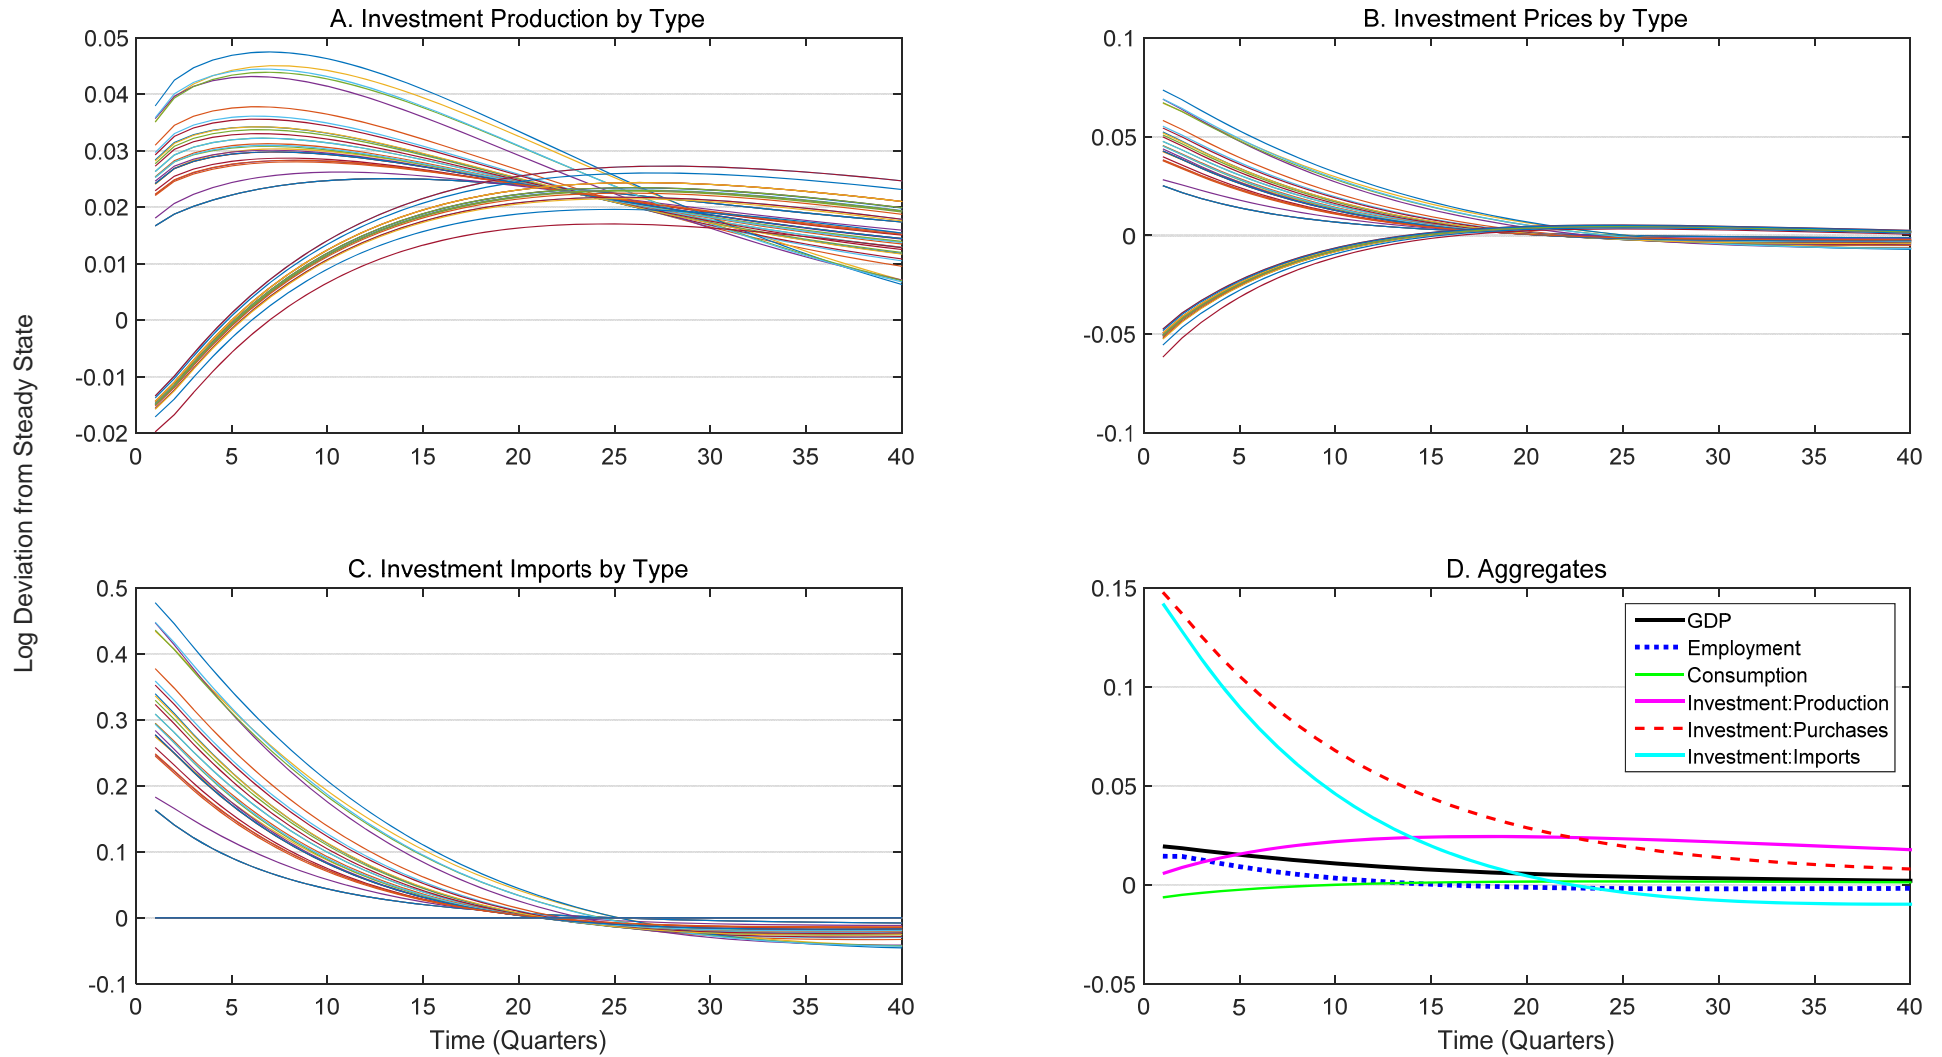 A. Investment Production by Type
0.05
0.04
0.03
0.02
0.01
0
-0.01
-0.02
0 5 10 15 20 25 30 35 40
B. Investment Prices by Type
0.1
0.05
0
-0.05
-0.1
0 5 10 15 20 25 30 35 40
Log Deviation from Steady State
C. Investment Imports by Type
0.5
0.4
0.3
0.2
0.1
0
-0.1
0 5 10 15 20 25 30 35 40
Time (Quarters)
D. Aggregates
0.15
0.1
0.05
0
-0.05
GDP
Employment
Consumption
Investment:Production
Investment:Purchases
Investment:Imports
0 5 10 15 20 25 30 35 40
Time (Quarters)